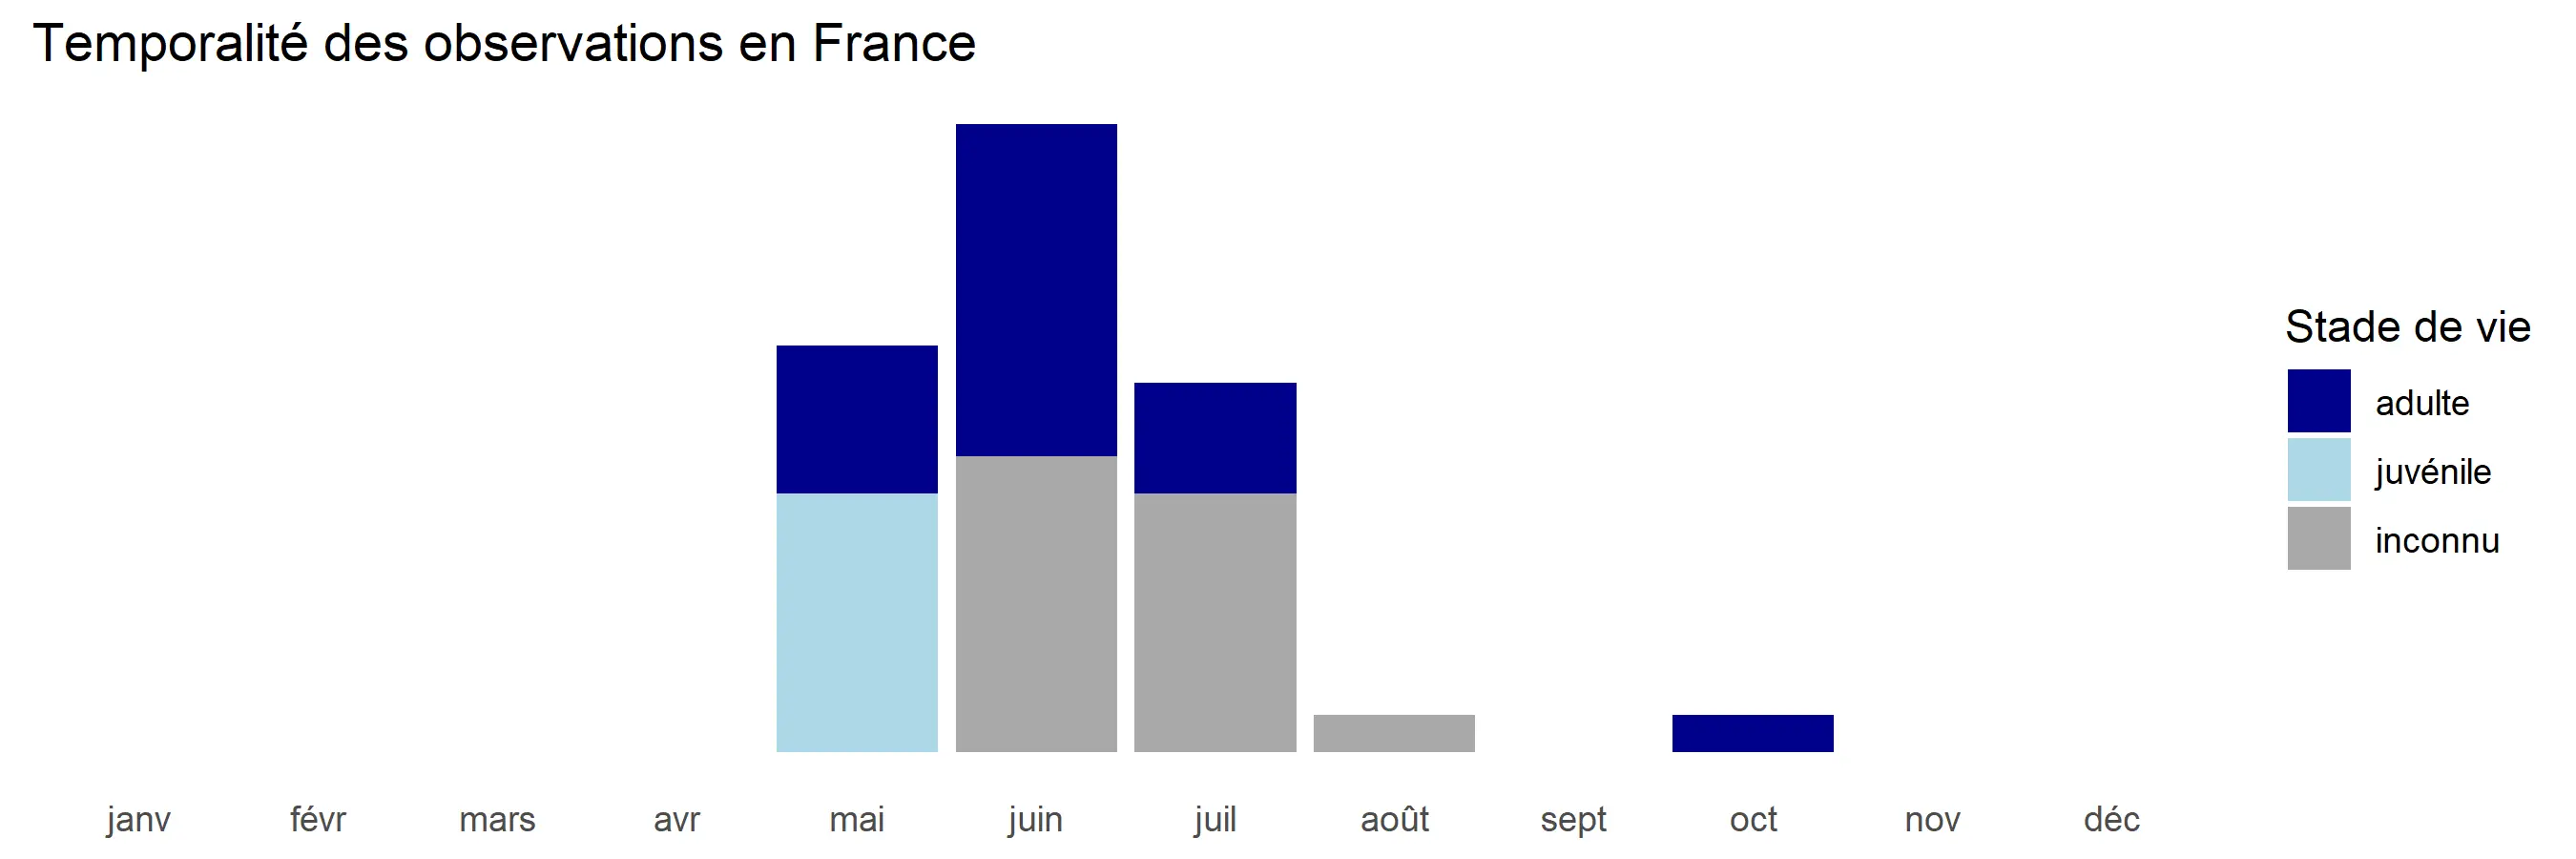 Temporalité des observations en France
Stade de vie
adulte
juvénile
inconnu
janv févr mars avr mai juin juil août sept oct nov déc